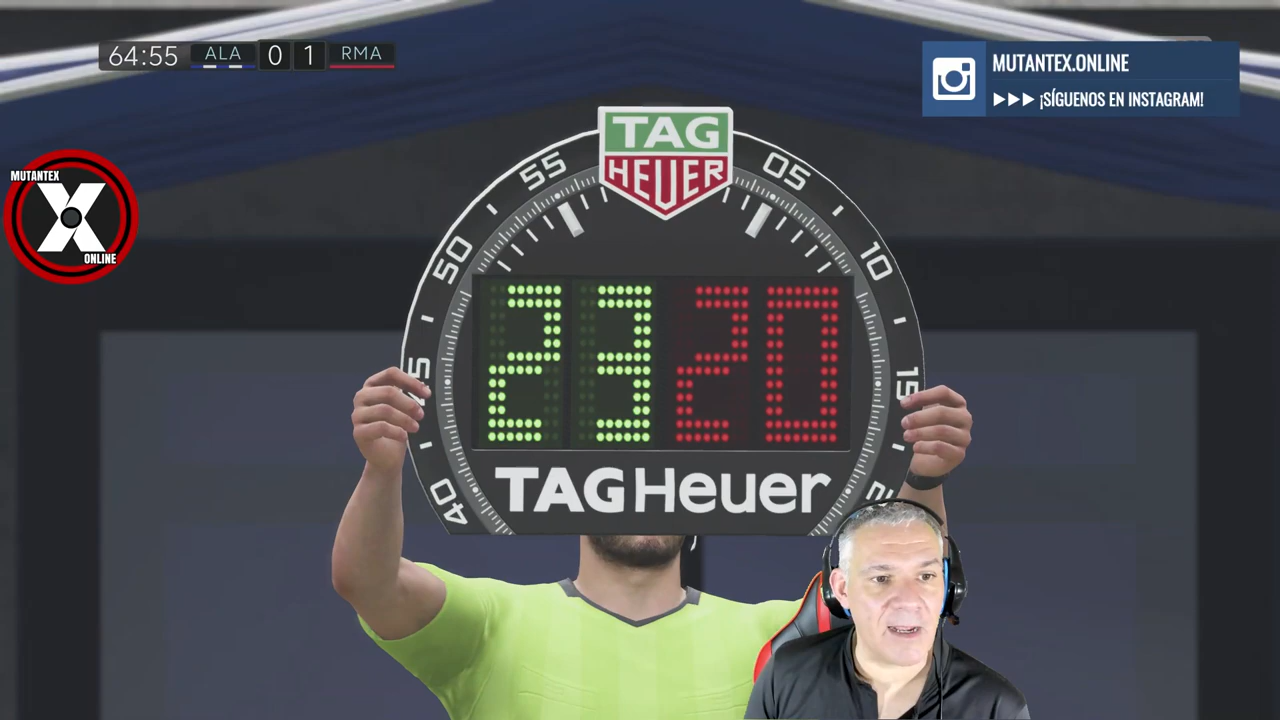 64:55 ALA 0 1 RMA
MUTANTEX.ONLINE
▶▶▶ ¡SÍGUENOS EN INSTAGRAM!
MUTANTEX
X
ONLINE
TAG
HEUER
55
05
50
10
23 20
15
40
TAGHeuer